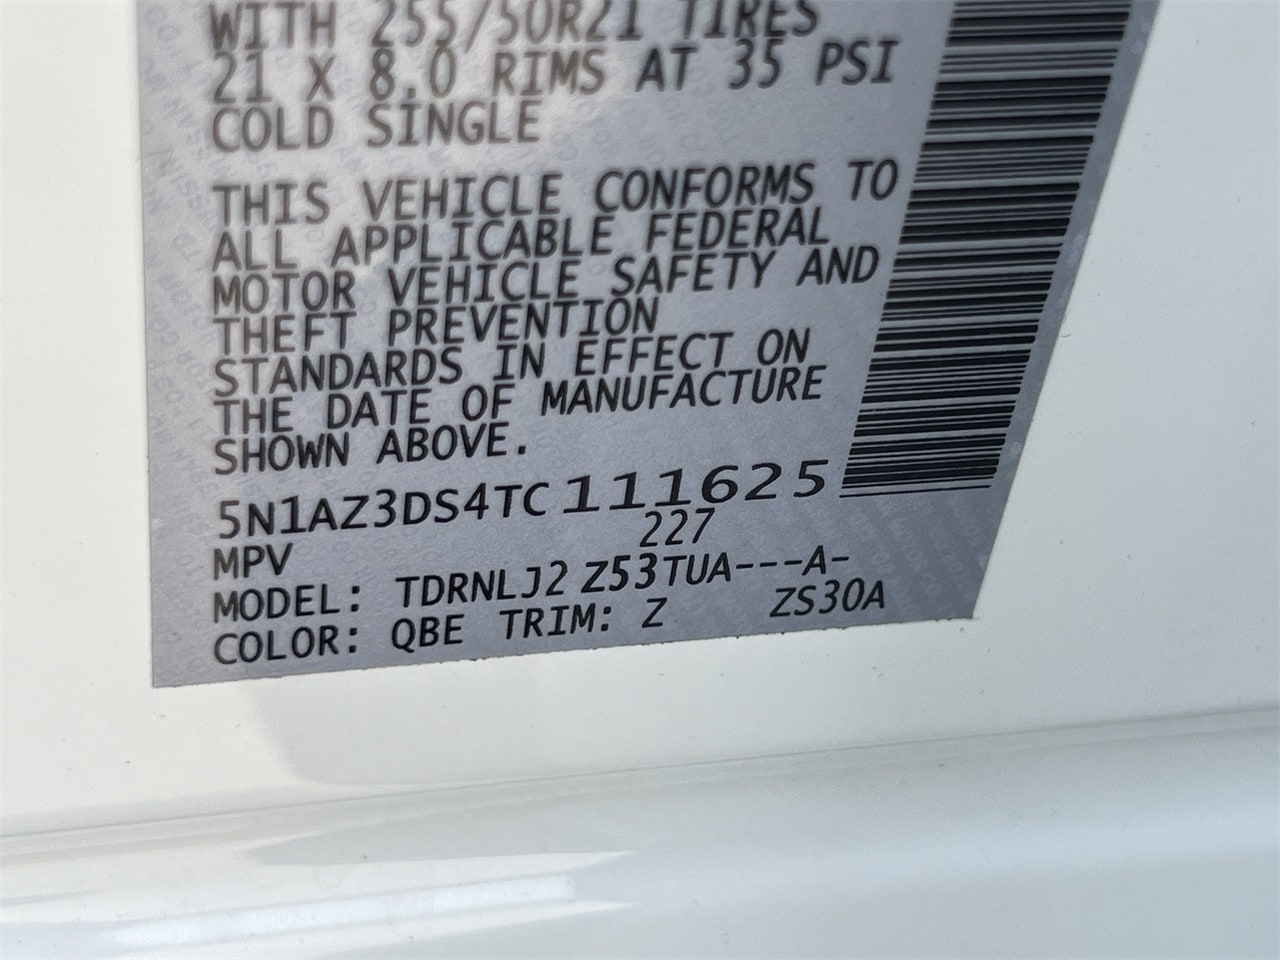 WITH 255/50R21 TIRES
21 X 8.0 RIMS AT 35 PSI
COLD SINGLE
THIS VEHICLE CONFORMS TO
ALL APPLICABLE FEDERAL
MOTOR VEHICLE SAFETY AND
THEFT PREVENTION
STANDARDS IN EFFECT ON
THE DATE OF MANUFACTURE
SHOWN ABOVE.
5N1AZ3DS4TC111625
MPV 227
MODEL: TDRNLJ2 Z53TUA---A-
COLOR: QBE TRIM: Z ZS30A